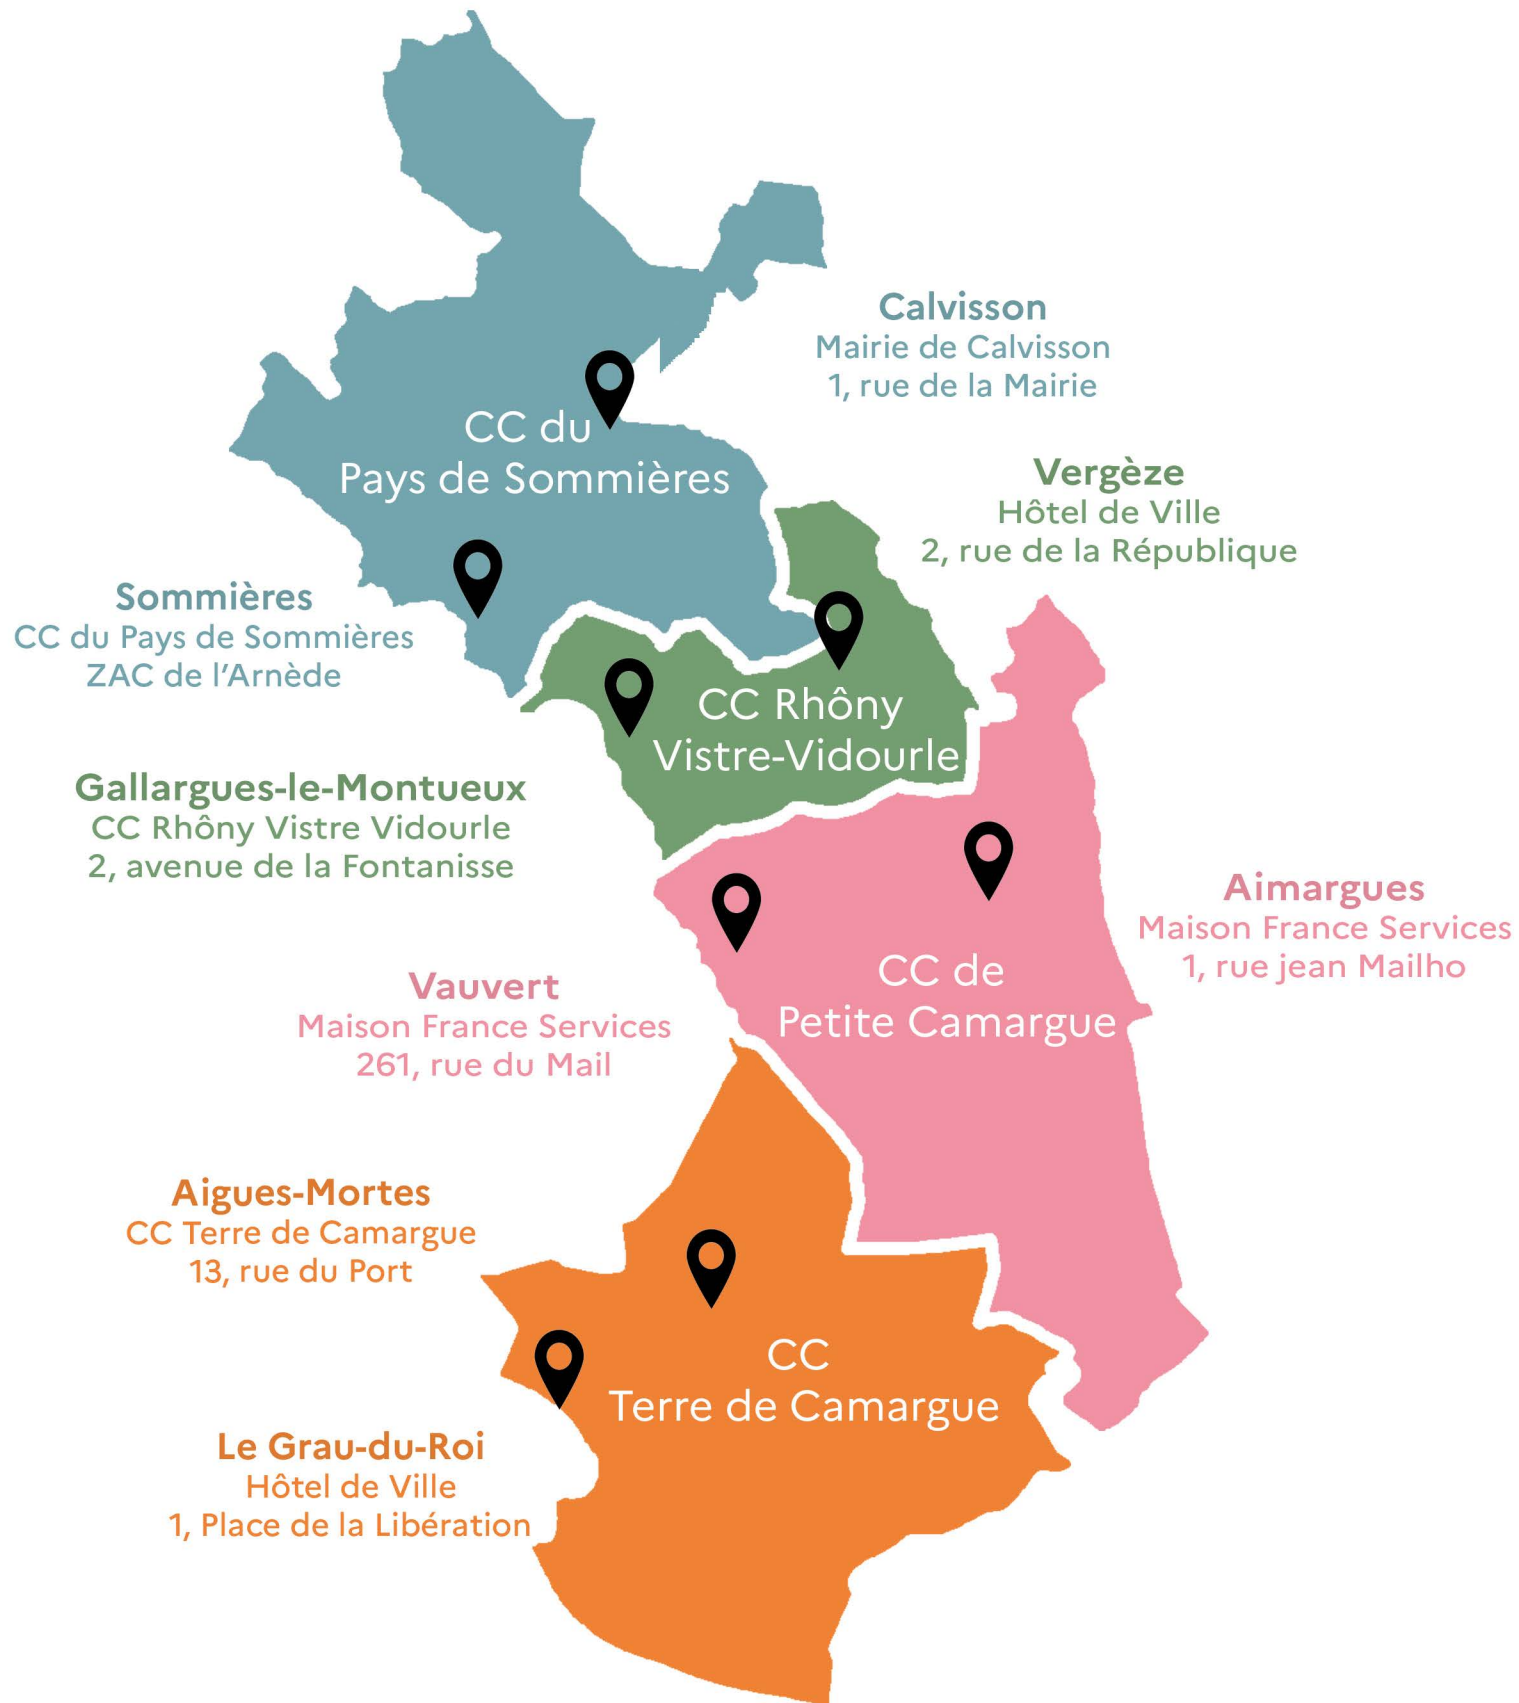 Calvisson
Mairie de Calvisson
1, rue de la Mairie
CC du
Pays de Sommières
Vergèze
Hôtel de Ville
2, rue de la République
Sommières
CC du Pays de Sommières
ZAC de l'Arnède
CC Rhôny
Vistre-Vidourle
Gallargues-le-Montueux
CC Rhôny Vistre Vidourle
2, avenue de la Fontanisse
Aimargues
Maison France Services
1, rue jean Mailho
CC de
Petite Camargue
Vauvert
Maison France Services
261, rue du Mail
Aigues-Mortes
CC Terre de Camargue
13, rue du Port
CC
Terre de Camargue
Le Grau-du-Roi
Hôtel de Ville
1, Place de la Libération